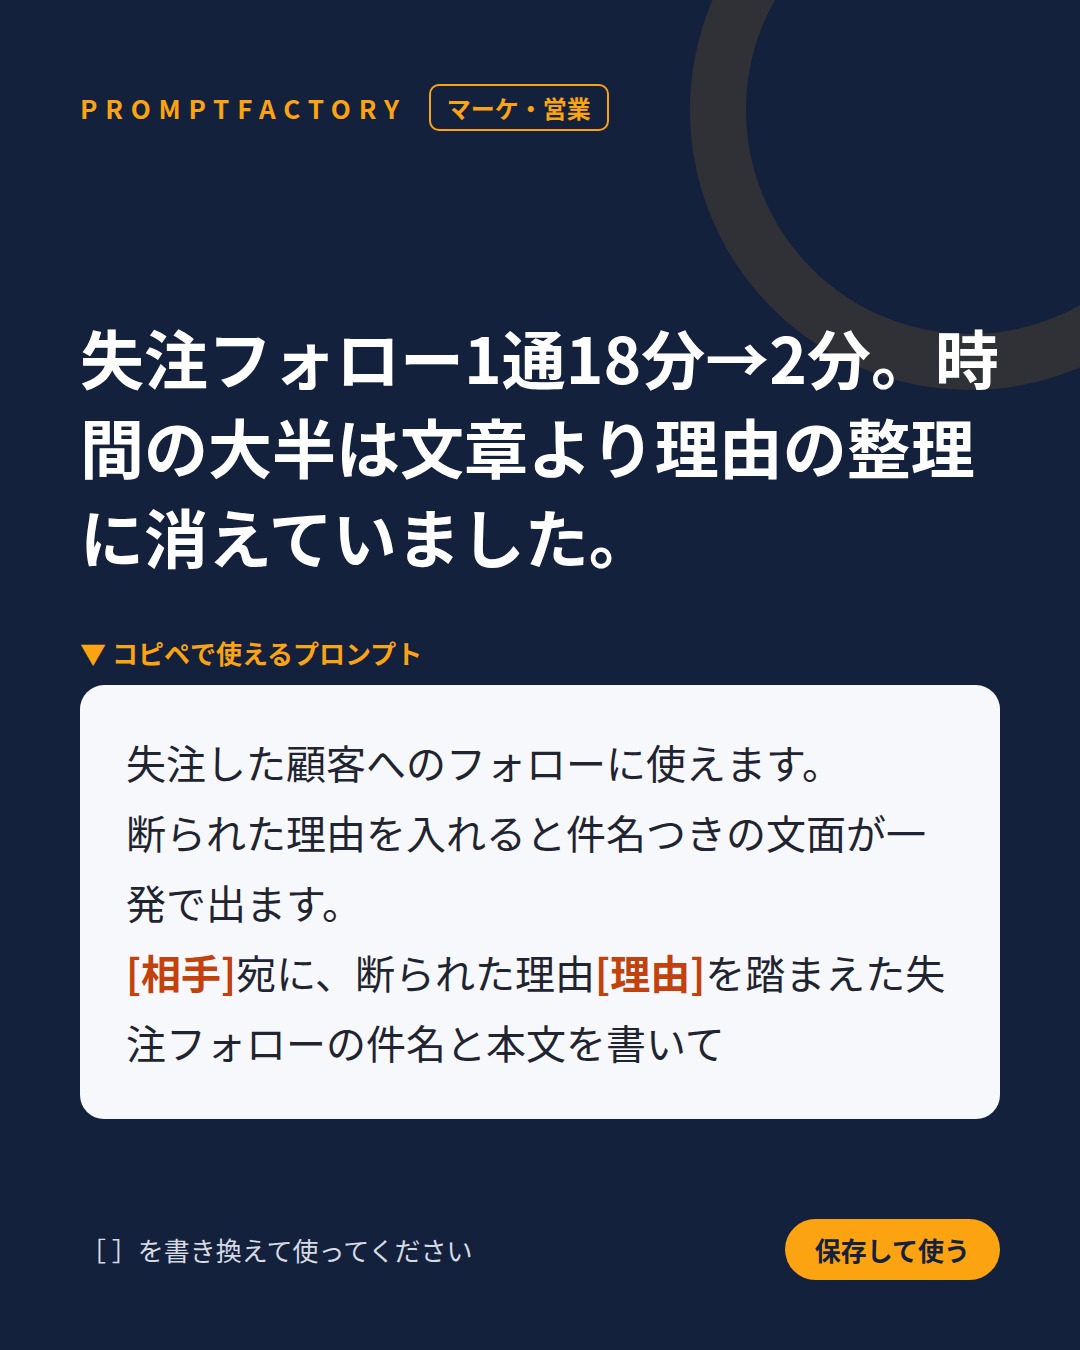 PROMPTFACTORY
マーケ・営業
失注フォロー1通18分→2分。時
間の大半は文章より理由の整理
に消えていました。
▼ コピペで使えるプロンプト
失注した顧客へのフォローに使えます。
断られた理由を入れると件名つきの文面が一
発で出ます。
[相手]宛に、断られた理由[理由]を踏まえた失
注フォローの件名と本文を書いて
［ ］を書き換えて使ってください
保存して使う